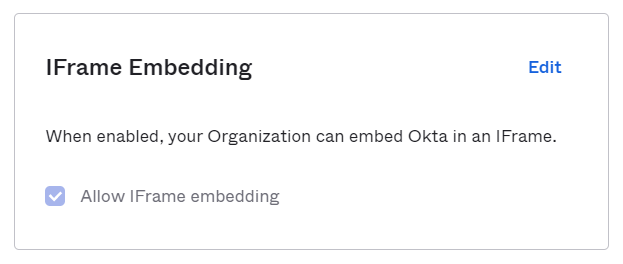 IFrame Embedding
Edit
When enabled, your Organization can embed Okta in an IFrame.
Allow IFrame embedding